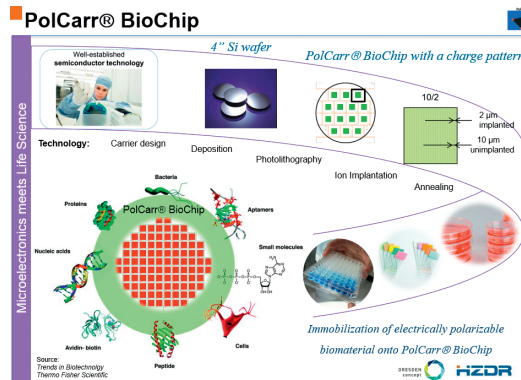 PolCarr® BioChip
Well-established
semiconductor technology
4” Si wafer
PolCarr® BioChip with a charge pattern
10/2
2 µm
implanted
10 µm
unimplanted
Technology:
Carrier design
Deposition
Photolithography
Ion Implantation
Annealing
Microelectronics meets Life Science
Bacteria
Proteins
PolCarr® BioChip
Aptamers
Nucleic acids
Small molecules
Avidin- biotin
Peptide
Cells
Immobilization of electrically polarizable
biomaterial onto PolCarr® BioChip
Source:
Trends in Biotechnolgy
Thermo Fisher Scientific
DRESDEN
concept
HZDR